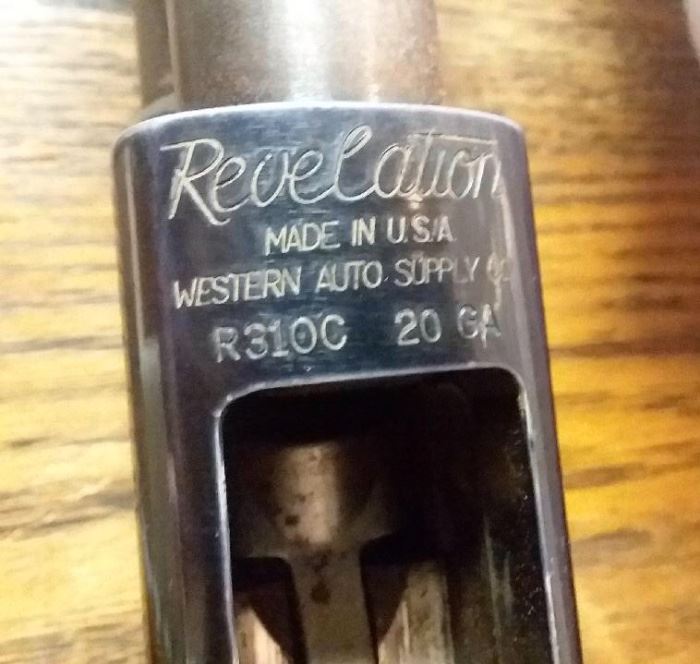 Revelation
MADE IN U.S.A.
WESTERN AUTO SUPPLY CO
R310C 20 GA